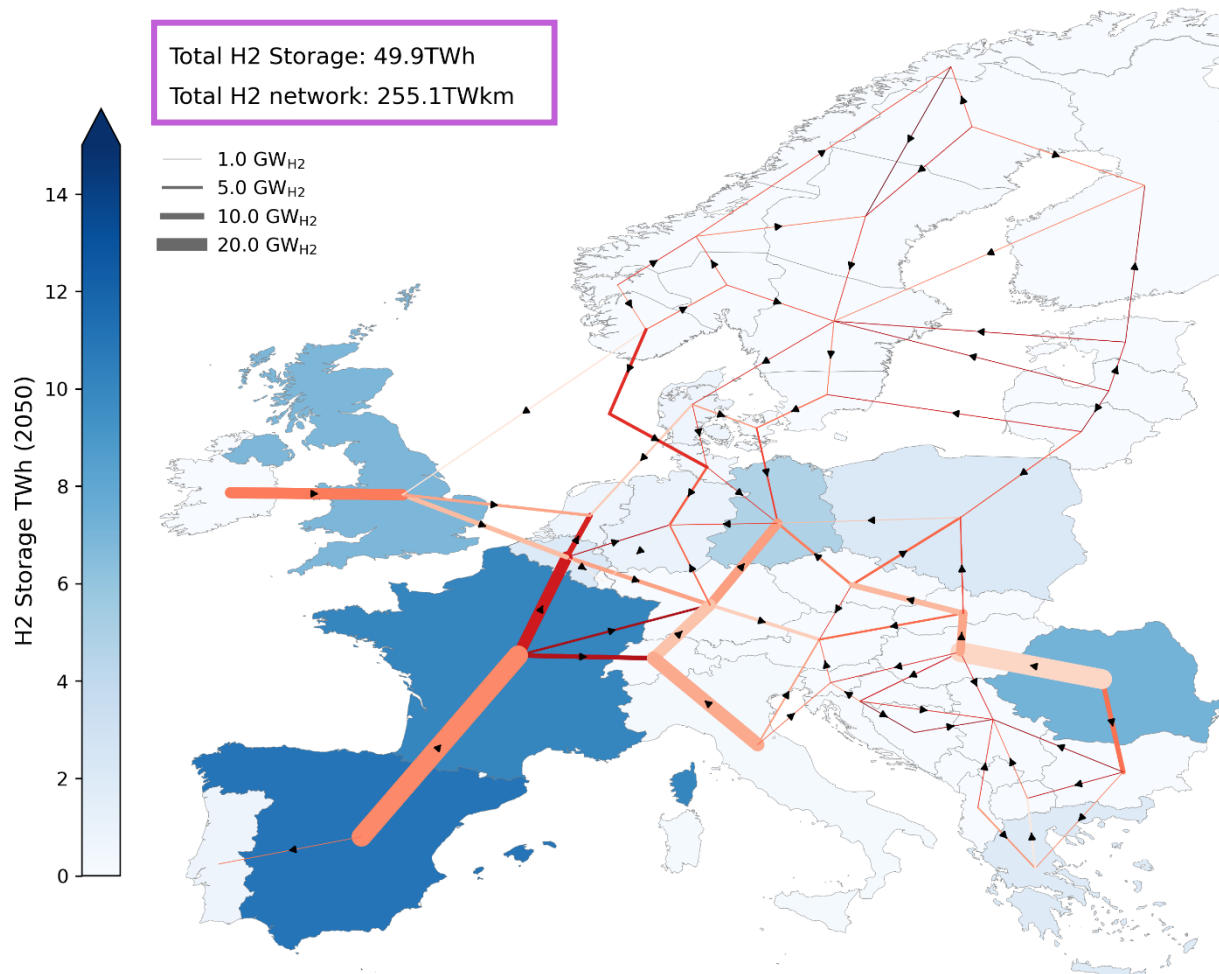 Total H2 Storage: 49.9TWh
Total H2 network: 255.1TWkm
1.0 GWH2
5.0 GWH2
10.0 GWH2
20.0 GWH2
H2 Storage TWh (2050)
14
12
10
8
6
4
2
0